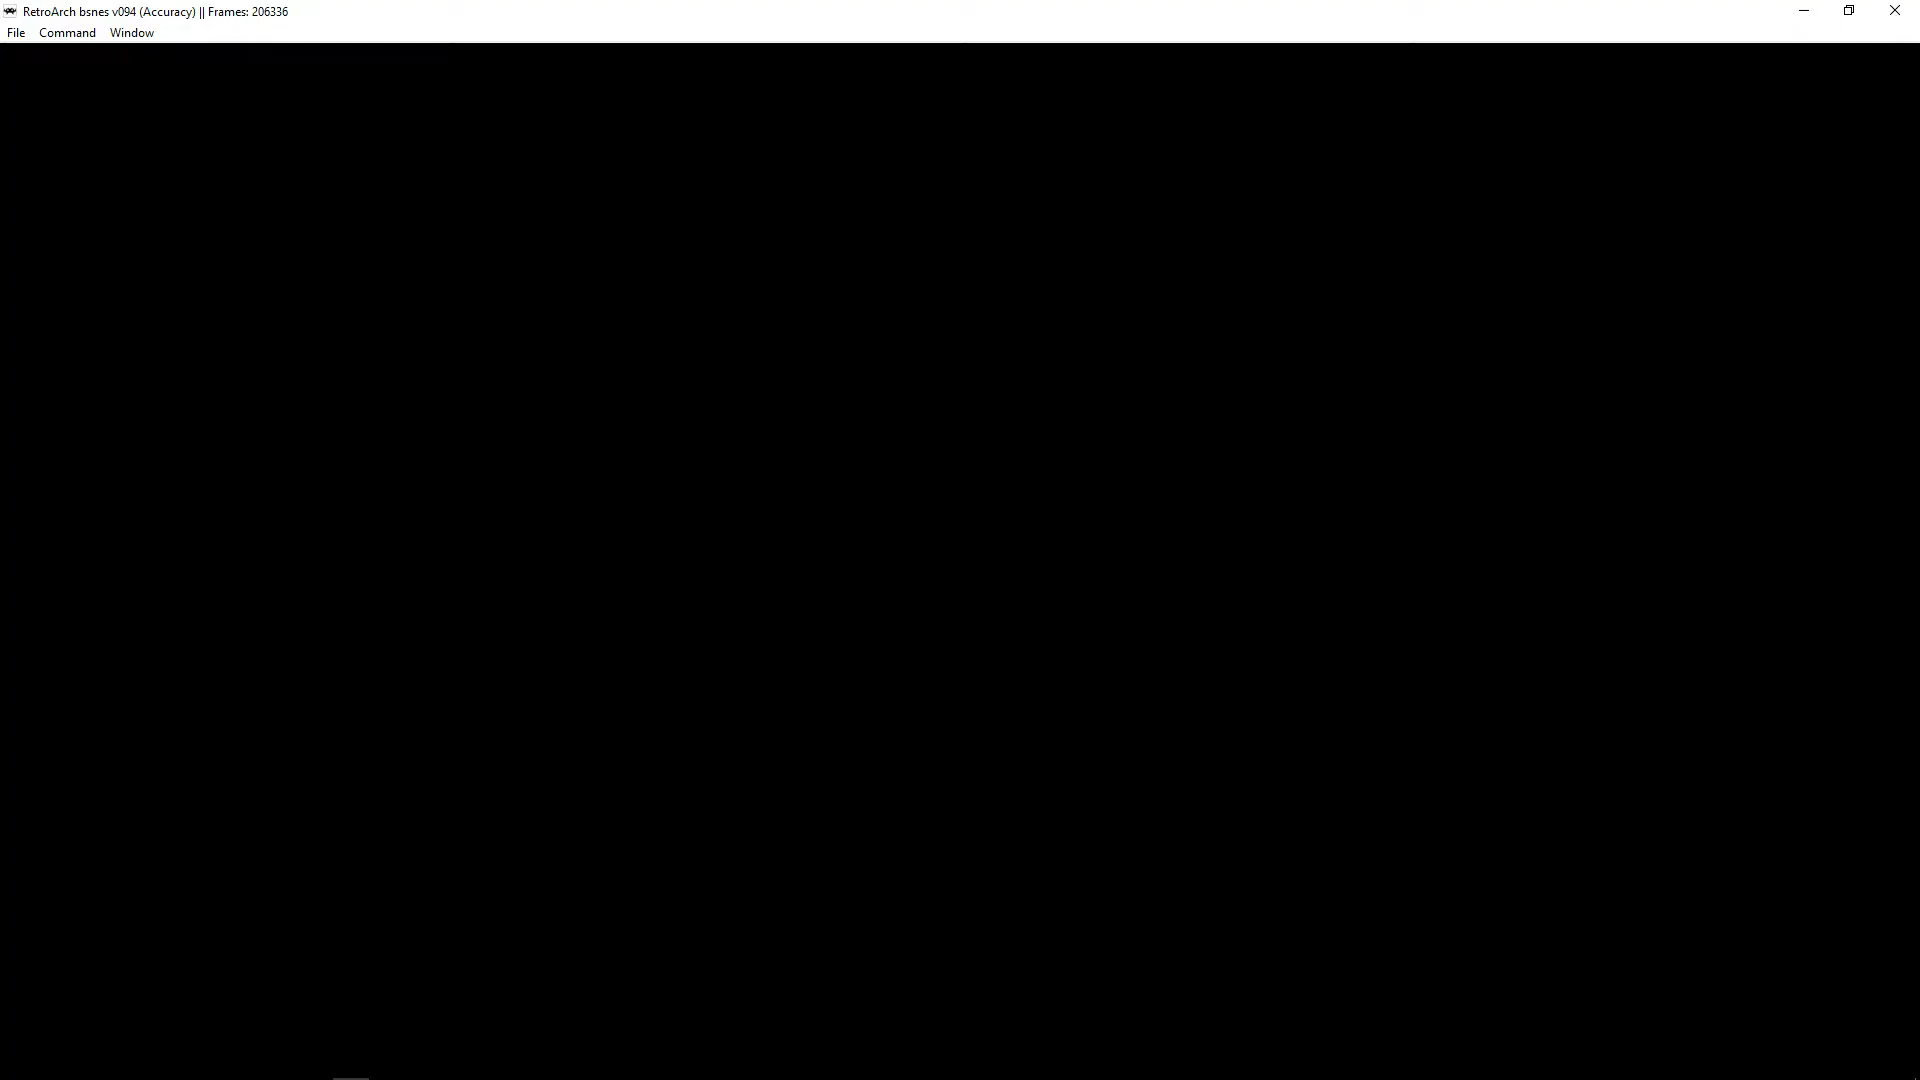 RetroArch bsnes v094 (Accuracy) || Frames: 206336
File Command Window